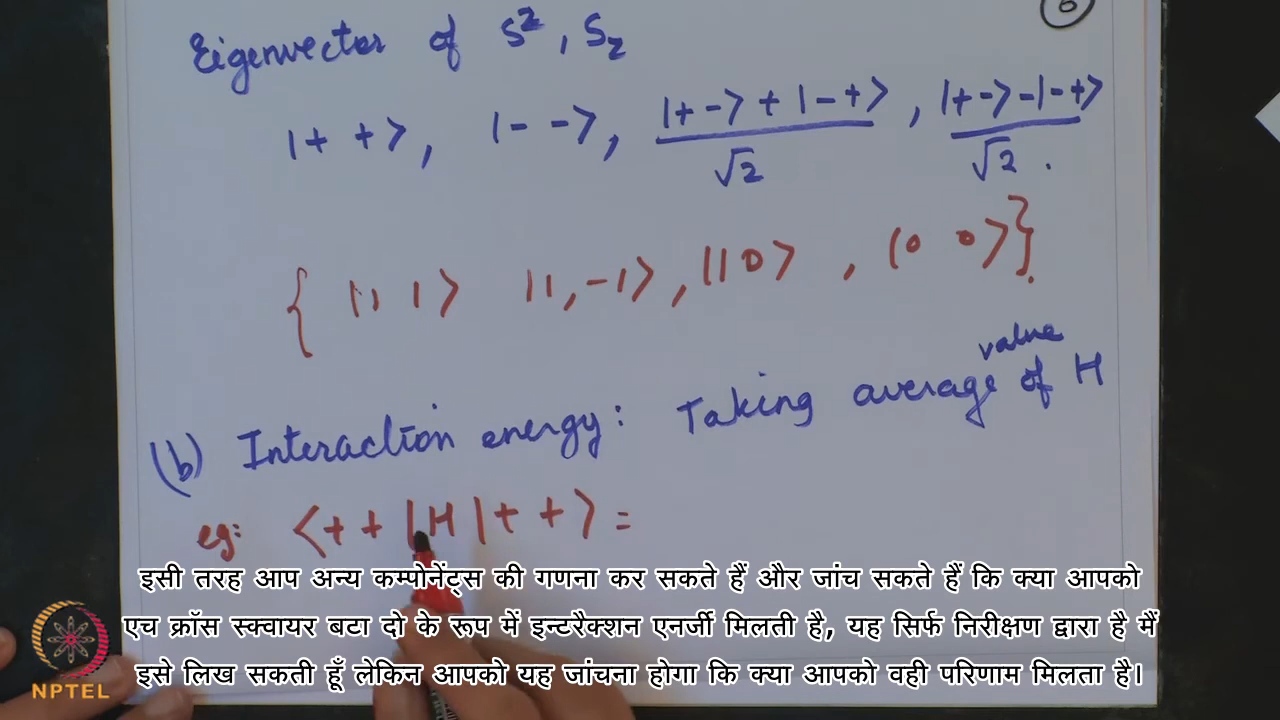 6
Eigenvector of S², S_z
|+ +>, |- ->, (|+ -> + |- +>)/√2, (|+ -> - |- +>)/√2.
{ |1, 1> |1, -1>, |1 0>, |0 0> }.
(b) Interaction energy: Taking average value of H
eg: <+ + |H| + +> =
इसी तरह आप अन्य कम्पोनेंट्स की गणना कर सकते हैं और जांच सकते हैं कि क्या आपको
एच क्रॉस स्क्वायर बटा दो के रूप में इन्टरैक्शन एनर्जी मिलती है, यह सिर्फ निरीक्षण द्वारा है मैं
इसे लिख सकती हूँ लेकिन आपको यह जांचना होगा कि क्या आपको वही परिणाम मिलता है।
NPTEL